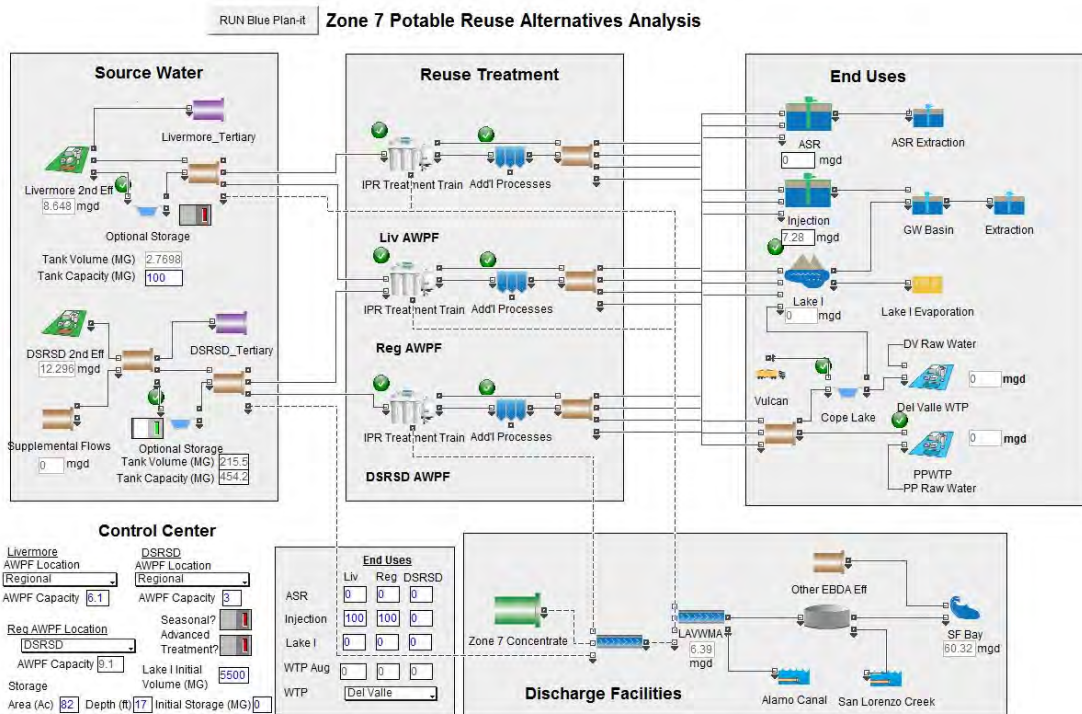 RUN Blue Plan-it
Zone 7 Potable Reuse Alternatives Analysis
Source Water
Livermore_Tertiary
Livermore 2nd Eff
8.648 mgd
Optional Storage
Tank Volume (MG) 2.7698
Tank Capacity (MG) 100
DSRSD 2nd Eff
12.296 mgd
DSRSD_Tertiary
Supplemental Flows
0 mgd
Optional Storage
Tank Volume (MG) 215.5
Tank Capacity (MG) 454.2
Reuse Treatment
IPR Treatment Train Add'l Processes
Liv AWPF
IPR Treatment Train Add'l Processes
Reg AWPF
IPR Treatment Train Add'l Processes
DSRSD AWPF
End Uses
ASR
0 mgd
ASR Extraction
Injection
7.28 mgd
GW Basin
Extraction
Lake I
0 mgd
Lake I Evaporation
DV Raw Water
Vulcan
Cope Lake
Del Valle WTP
0 mgd
0 mgd
PPWTP
PP Raw Water
Control Center
Livermore
AWPF Location
Regional
AWPF Capacity 6.1
DSRSD
AWPF Location
Regional
AWPF Capacity 3
Seasonal?
Advanced
Treatment?
Reg AWPF Location
DSRSD
AWPF Capacity 9.1
Lake I Initial
Volume (MG) 5500
Storage
Area (Ac) 82 Depth (ft) 17 Initial Storage (MG) 0
End Uses
Liv Reg DSRSD
ASR 0 0 0
Injection 100 100 0
Lake I 0 0 0
WTP Aug 0 0 0
WTP Del Valle
Zone 7 Concentrate
LAVWMA
6.39
mgd
Other EBDA Eff
SF Bay
60.32 mgd
Alamo Canal
San Lorenzo Creek
Discharge Facilities